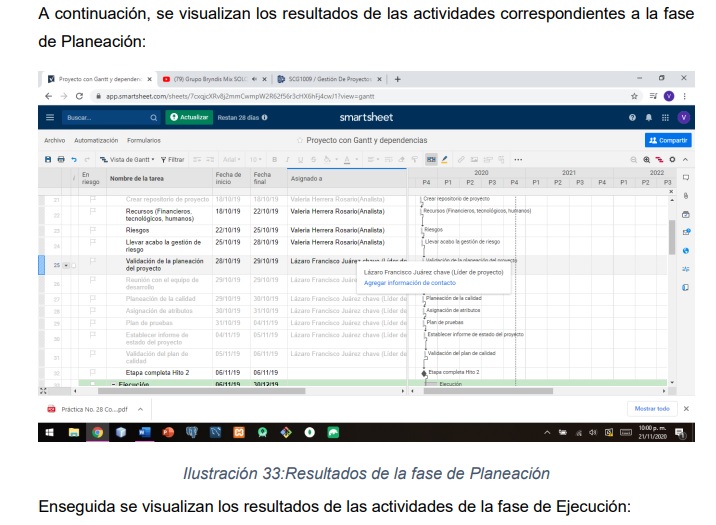 A continuación, se visualizan los resultados de las actividades correspondientes a la fase
de Planeación:
Proyecto con Gantt y dependen
(79) Grupo Bryndis Mix SOL
SCG1009 / Gestión De Proyectos
app.smartsheet.com/sheets/
?view=gantt
Buscar...
Actualizar
Restan 28 días
smartsheet
V
Archivo Automatización Formularios
Proyecto con Gantt y dependencias
Compartir
Vista de Gantt
Filtrar
Arial
10
En riesgo
Nombre de la tarea
Fecha de inicio
Fecha final
Asignado a
2020 2021 2022
P4 P1 P2 P3 P4 P1 P2 P3 P4 P1 P2 P3
21 Crear repositorio de proyecto 18/10/19 18/10/19 Valeria Herrera Rosario(Analista) Crear repositorio de proyecto
22 Recursos (Financieros, tecnológicos, humanos) 18/10/19 22/10/19 Valeria Herrera Rosario(Analista) Recursos (Financieros, tecnológicos, humanos)
23 Riesgos 22/10/19 25/10/19 Valeria Herrera Rosario(Analista) Riesgos
24 Llevar acabo la gestión de riesgo 25/10/19 28/10/19 Valeria Herrera Rosario(Analista) Llevar acabo la gestión de riesgo
25 Validación de la planeación del proyecto 28/10/19 29/10/19 Lázaro Francisco Juárez chave (Líder de Validación de la planeación del proyecto
Lázaro Francisco Juárez chave (Líder de proyecto)
Agregar información de contacto
26 Reunión con el equipo de desarrollo 29/10/19 29/10/19 Lázaro Francisco Juárez
27 Planeación de la calidad 29/10/19 30/10/19 Lázaro Francisco Juárez chave (Líder de Planeación de la calidad
28 Asignación de atributos 30/10/19 31/10/19 Lázaro Francisco Juárez chave (Líder de Asignación de atributos
29 Plan de pruebas 31/10/19 04/11/19 Lázaro Francisco Juárez chave (Líder de Plan de pruebas
30 Establecer informe de estado del proyecto 04/11/19 05/11/19 Lázaro Francisco Juárez chave (Líder de Establecer informe de estado del proyecto
31 Validación del plan de calidad 05/11/19 06/11/19 Lázaro Francisco Juárez chave (Líder de Validación del plan de calidad
32 Etapa completa Hito 2 06/11/19 06/11/19 Etapa completa Hito 2
Ejecución 06/11/19 30/12/19 Ejecución
Práctica No. 28 Co....pdf
Mostrar todo
10:00 p. m.
21/11/2020
Ilustración 33:Resultados de la fase de Planeación
Enseguida se visualizan los resultados de las actividades de la fase de Ejecución: